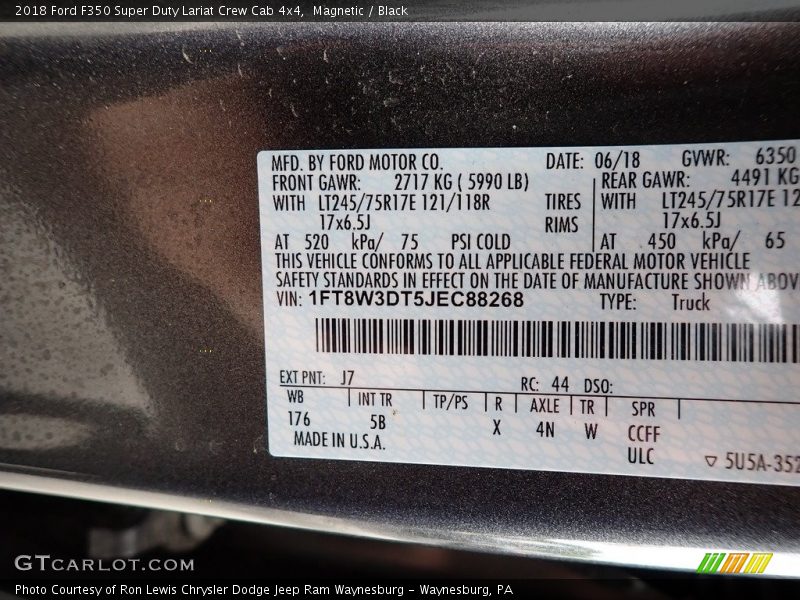 2018 Ford F350 Super Duty Lariat Crew Cab 4x4, Magnetic / Black
MFD. BY FORD MOTOR CO. DATE: 06/18 GVWR: 6350
FRONT GAWR: 2717 KG ( 5990 LB) REAR GAWR: 4491 KG
WITH LT245/75R17E 121/118R TIRES WITH LT245/75R17E 12
17x6.5J RIMS 17x6.5J
AT 520 kPa/ 75 PSI COLD AT 450 kPa/ 65
THIS VEHICLE CONFORMS TO ALL APPLICABLE FEDERAL MOTOR VEHICLE
SAFETY STANDARDS IN EFFECT ON THE DATE OF MANUFACTURE SHOWN ABOV
VIN: 1FT8W3DT5JEC88268 TYPE: Truck
EXT PNT: J7 RC: 44 DSO:
WB INT TR TP/PS R AXLE TR SPR
176 5B X 4N W CCFF
MADE IN U.S.A. ULC 5U5A-352
GTCARLOT.COM
Photo Courtesy of Ron Lewis Chrysler Dodge Jeep Ram Waynesburg - Waynesburg, PA